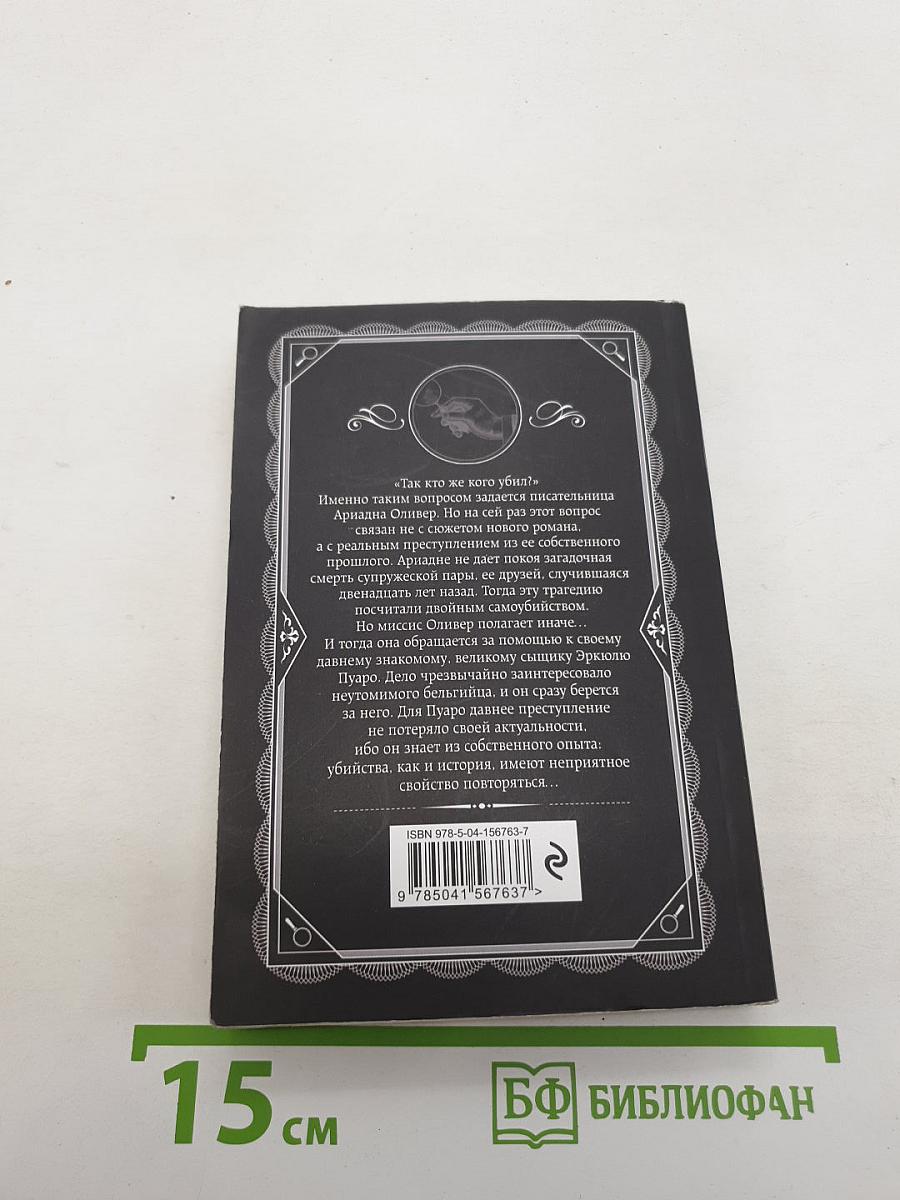 «Так кто же кого убил?»
Именно таким вопросом задается писательница
Ариадна Оливер. Но на сей раз этот вопрос
связан не с сюжетом нового романа,
а с реальным преступлением из ее собственного
прошлого. Ариадне не дает покоя загадочная
смерть супружеской пары, ее друзей, случившаяся
двенадцать лет назад. Тогда эту трагедию
посчитали двойным самоубийством.
Но миссис Оливер полагает иначе...
И тогда она обращается за помощью к своему
давнему знакомому, великому сыщику Эркюлю
Пуаро. Дело чрезвычайно заинтересовало
неутомимого бельгийца, и он сразу берется
за него. Для Пуаро давнее преступление
не потеряло своей актуальности,
ибо он знает из собственного опыта:
убийства, как и история, имеют неприятное
свойство повторяться...
ISBN 978-5-04-156763-7
9 785041 567637 >
15 см
БФ БИБЛИОФАН